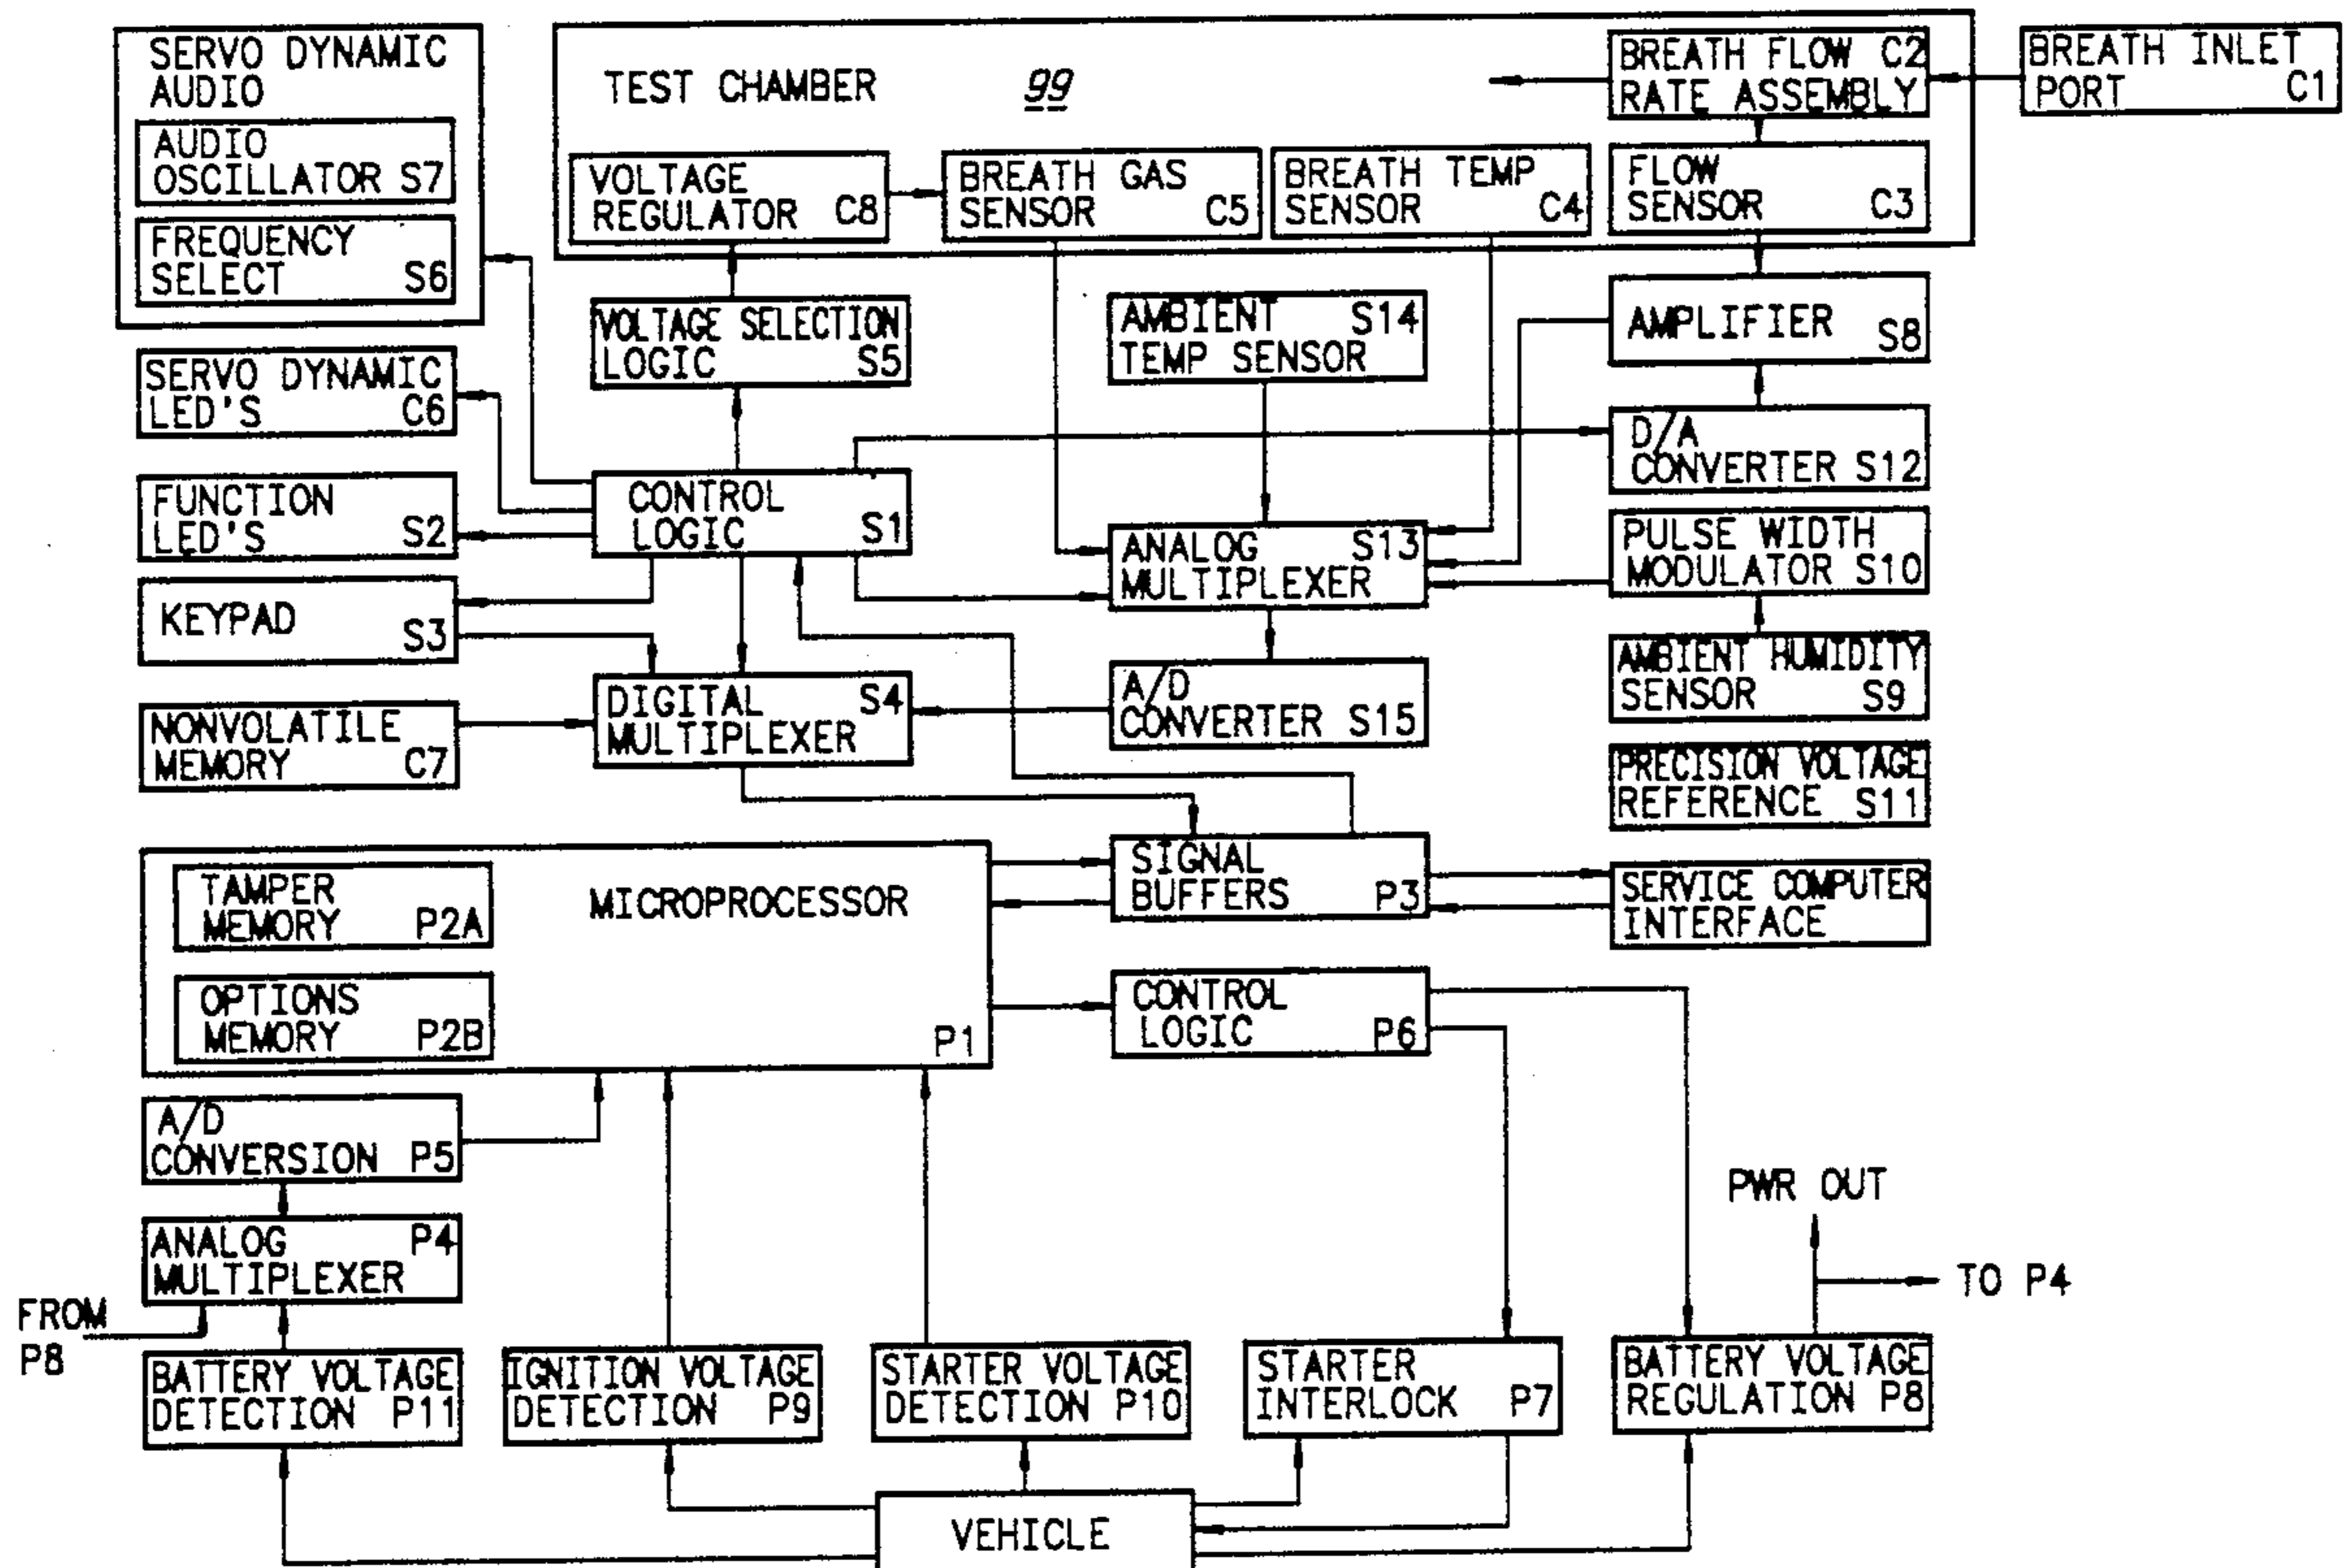 SERVO DYNAMIC
AUDIO
AUDIO
OSCILLATOR S7
FREQUENCY
SELECT S6
TEST CHAMBER 99
BREATH FLOW C2
RATE ASSEMBLY
BREATH INLET
PORT C1
VOLTAGE
REGULATOR C8
BREATH GAS
SENSOR C5
BREATH TEMP
SENSOR C4
FLOW
SENSOR C3
SERVO DYNAMIC
LED'S C6
VOLTAGE SELECTION
LOGIC S5
AMBIENT S14
TEMP SENSOR
AMPLIFIER S8
D/A
CONVERTER S12
FUNCTION
LED'S S2
CONTROL
LOGIC S1
ANALOG S13
MULTIPLEXER
PULSE WIDTH
MODULATOR S10
KEYPAD S3
AMBIENT HUMIDITY
SENSOR S9
NONVOLATILE
MEMORY C7
DIGITAL S4
MULTIPLEXER
A/D
CONVERTER S15
PRECISION VOLTAGE
REFERENCE S11
TAMPER
MEMORY P2A
MICROPROCESSOR
OPTIONS
MEMORY P2B
P1
SIGNAL
BUFFERS P3
SERVICE COMPUTER
INTERFACE
CONTROL
LOGIC P6
A/D
CONVERSION P5
ANALOG P4
MULTIPLEXER
FROM
P8
PWR OUT
TO P4
BATTERY VOLTAGE
DETECTION P11
IGNITION VOLTAGE
DETECTION P9
STARTER VOLTAGE
DETECTION P10
STARTER
INTERLOCK P7
BATTERY VOLTAGE
REGULATION P8
VEHICLE